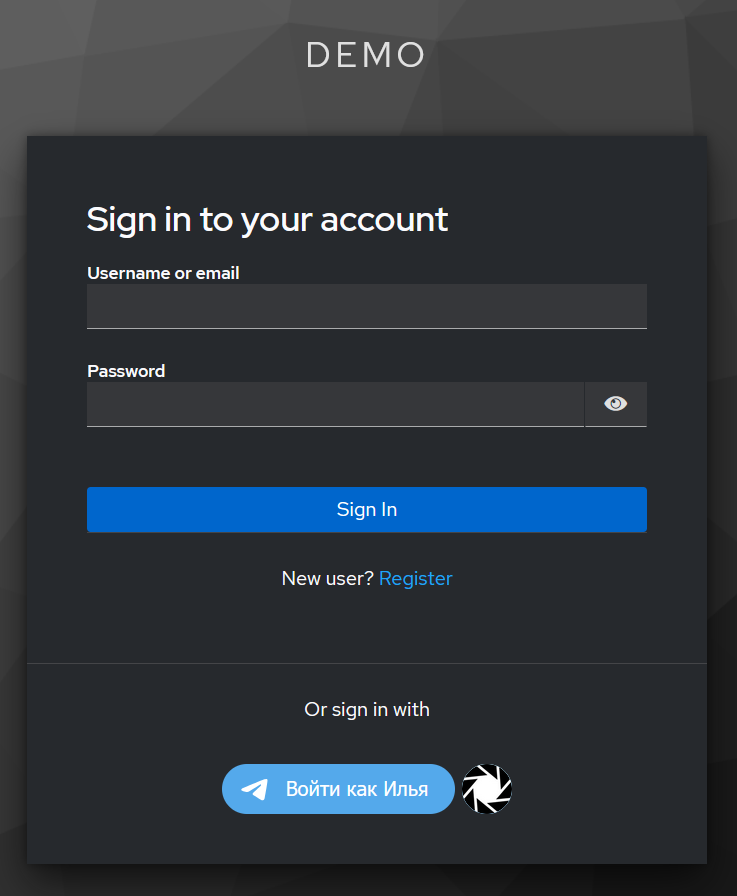 DEMO
Sign in to your account
Username or email
Password
Sign In
New user? Register
Or sign in with
Войти как Илья